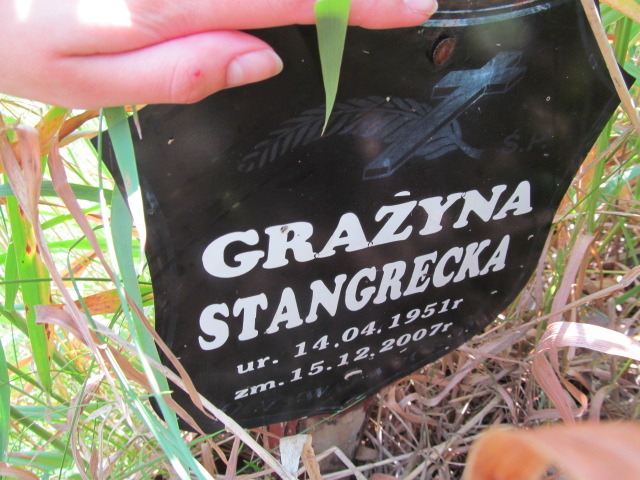 Ś.P.
GRAŻYNA
STANGRECKA
ur. 14.04.1951r
zm. 15.12.2007r